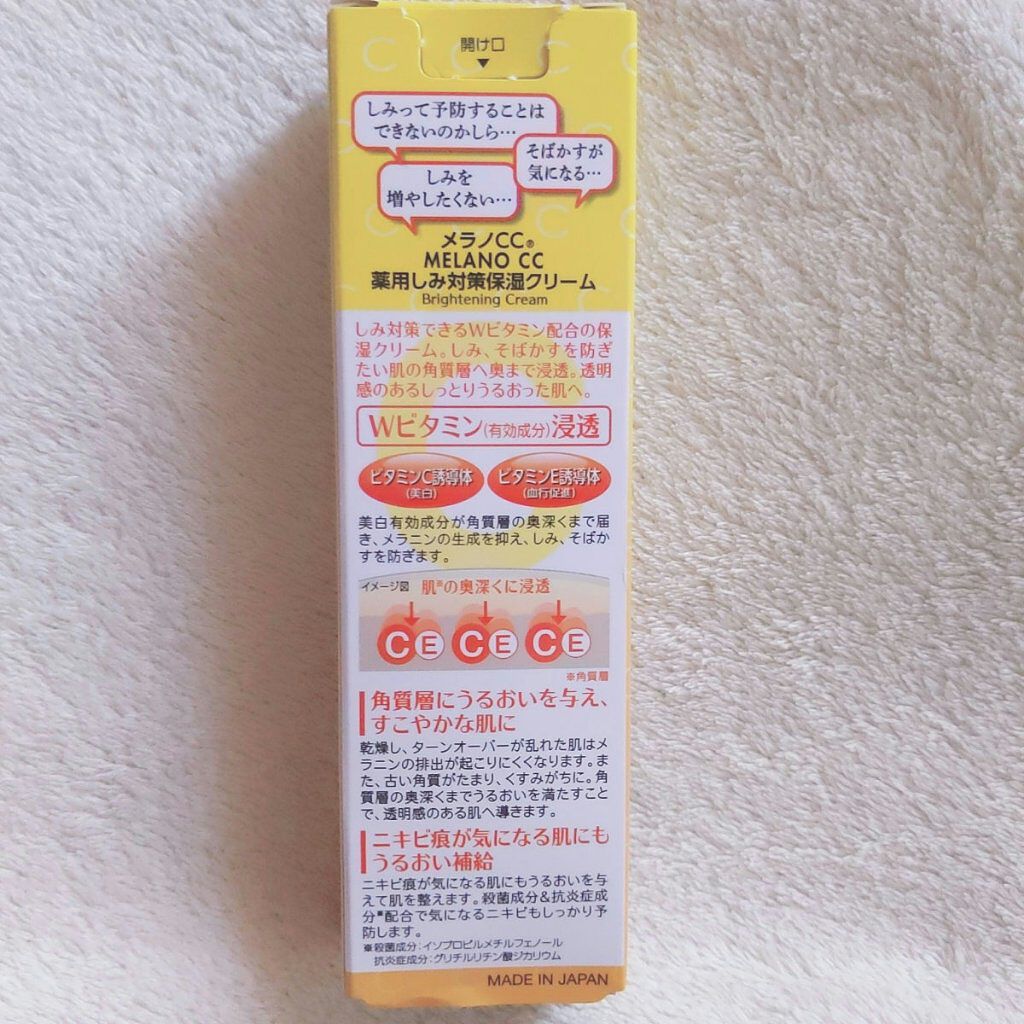 開け口
しみって予防することは
できないのかしら…
そばかすが
気になる…
しみを
増やしたくない…
メラノCC®
MELANO CC
薬用しみ対策保湿クリーム
Brightening Cream
しみ対策できるWビタミン配合の保
湿クリーム。しみ、そばかすを防ぎ
たい肌の角質層へ奥まで浸透。透明
感のあるしっとりうるおった肌へ。
Wビタミン(有効成分)浸透
ビタミンC誘導体
(美白)
ビタミンE誘導体
(血行促進)
美白有効成分が角質層の奥深くまで届
き、メラニンの生成を抑え、しみ、そばか
すを防ぎます。
イメージ図 肌※の奥深くに浸透
C E C E C E
※角質層
角質層にうるおいを与え、
すこやかな肌に
乾燥し、ターンオーバーが乱れた肌はメ
ラニンの排出が起こりにくくなります。ま
た、古い角質がたまり、くすみがちに。角
質層の奥深くまでうるおいを満たすこと
で、透明感のある肌へ導きます。
ニキビ痕が気になる肌にも
うるおい補給
ニキビ痕が気になる肌にもうるおいを与
えて肌を整えます。殺菌成分&抗炎症成
分※配合で気になるニキビもしっかり予
防します。
※殺菌成分:イソプロピルメチルフェノール
抗炎症成分:グリチルリチン酸ジカリウム
MADE IN JAPAN